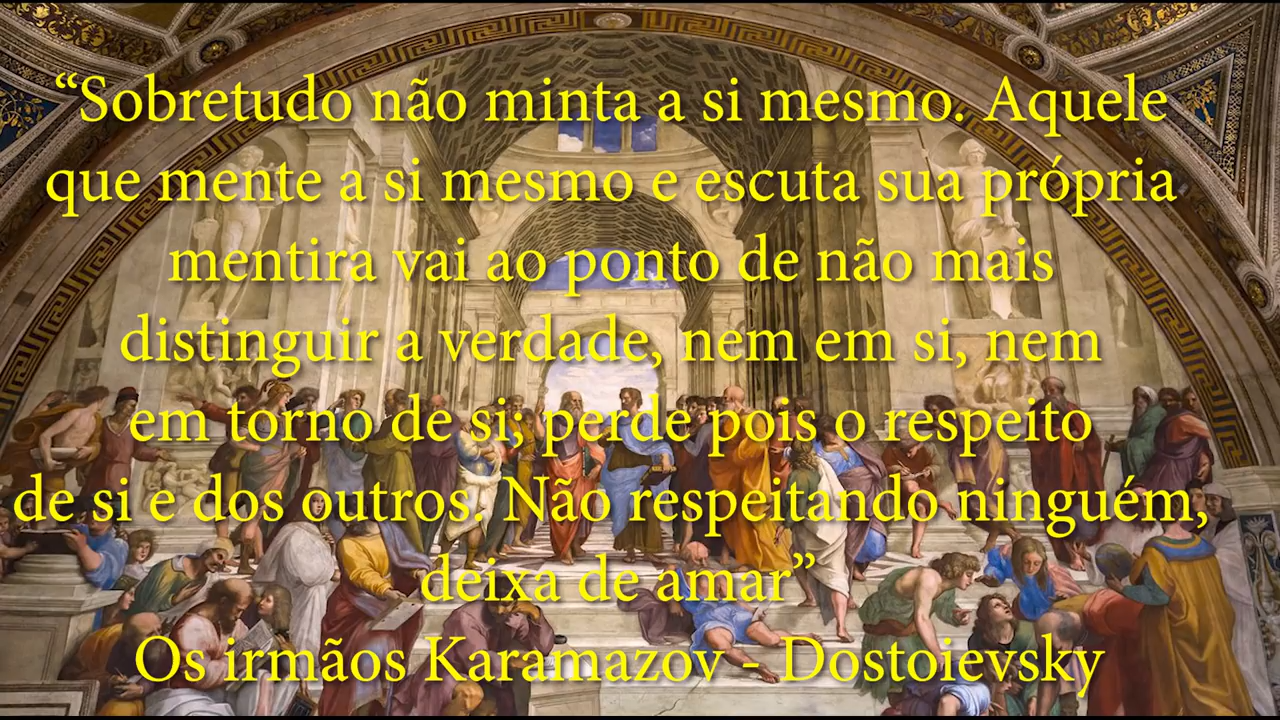 “Sobretudo não minta a si mesmo. Aquele
que mente a si mesmo e escuta sua própria
mentira vai ao ponto de não mais
distinguir a verdade, nem em si, nem
em torno de si; perde pois o respeito
de si e dos outros. Não respeitando ninguém,
deixa de amar”
Os irmãos Karamazov - Dostoievsky